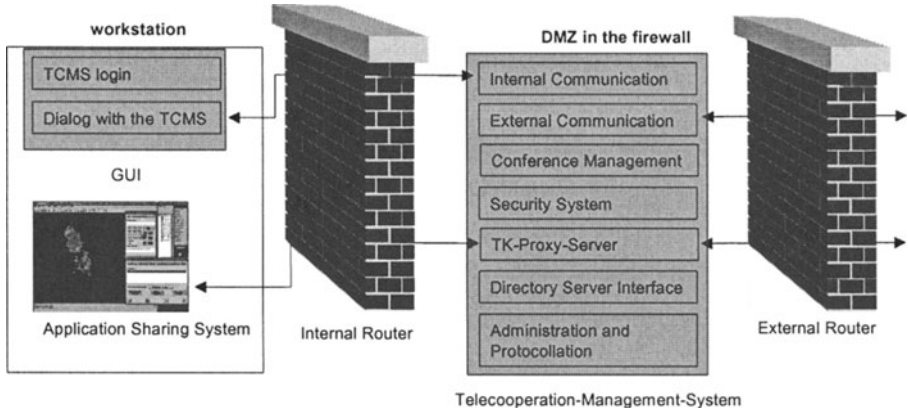 workstation
TCMS login
Dialog with the TCMS
GUI
Application Sharing System
Internal Router
DMZ in the firewall
Internal Communication
External Communication
Conference Management
Security System
TK-Proxy-Server
Directory Server Interface
Administration and
Protocollation
Telecooperation-Management-System
External Router